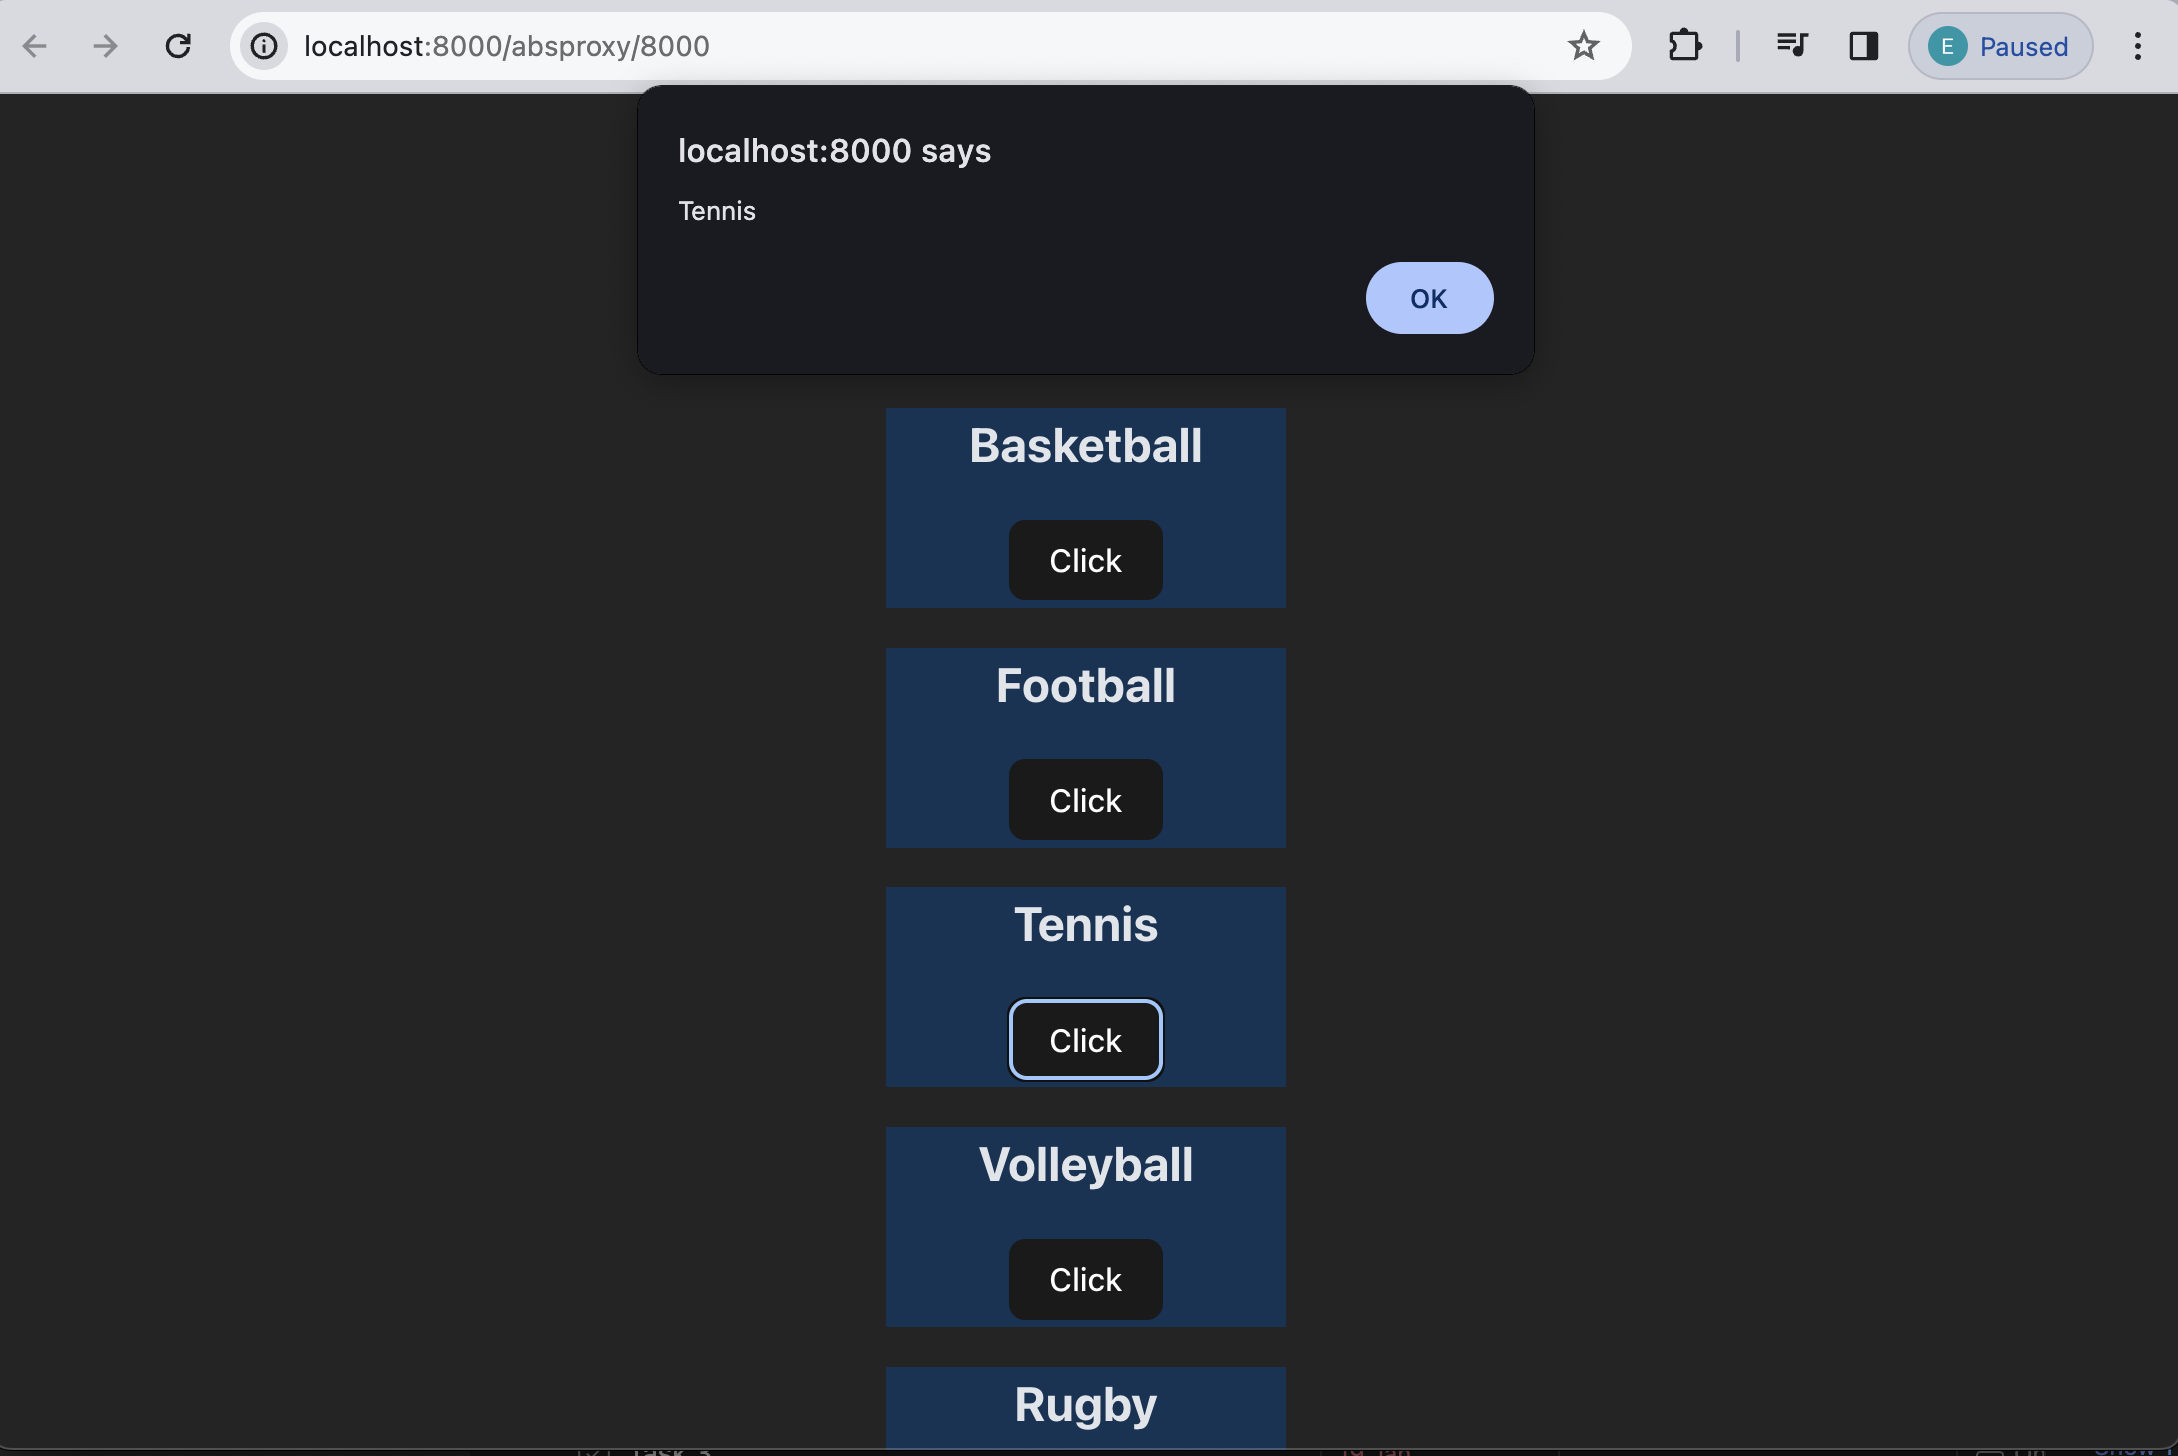 localhost:8000/absproxy/8000
E Paused
localhost:8000 says
Tennis
OK
Basketball
Click
Football
Click
Tennis
Click
Volleyball
Click
Rugby